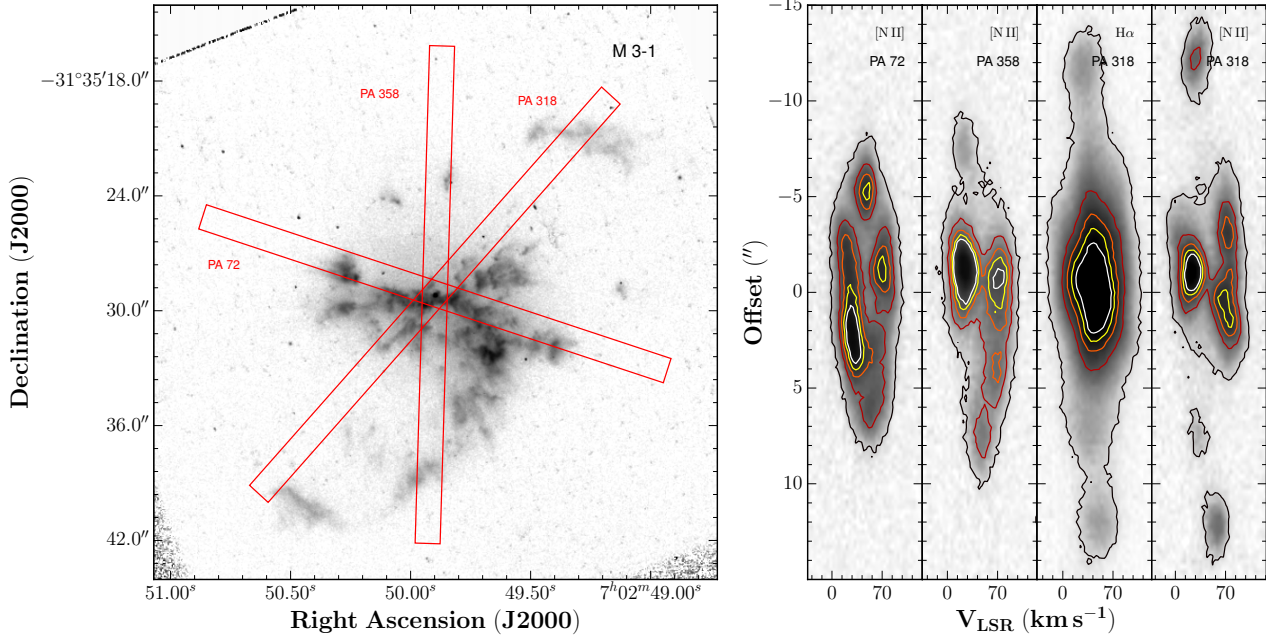 M 3-1
PA 358
PA 318
PA 72
−31°35′18.0″
24.0″
30.0″
36.0″
42.0″
Declination (J2000)
51.00ˢ
50.50ˢ
50.00ˢ
49.50ˢ
7ʰ02ᵐ49.00ˢ
Right Ascension (J2000)
−15
−10
−5
0
5
10
Offset (″)
[N II]
PA 72
[N II]
PA 358
Hα
PA 318
[N II]
PA 318
0 70 0 70 0 70 0 70
V_LSR (km s⁻¹)